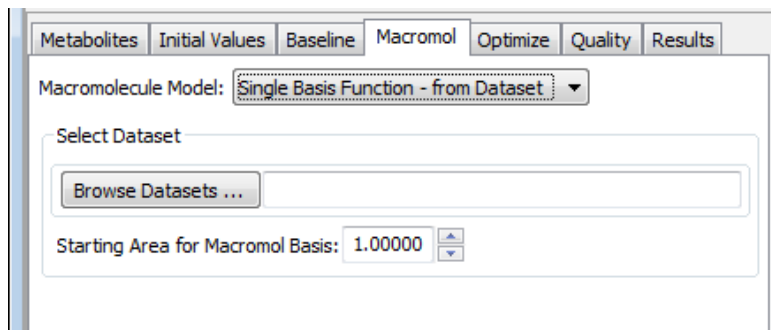 Metabolites Initial Values Baseline Macromol Optimize Quality Results
Macromolecule Model: Single Basis Function - from Dataset
Select Dataset
Browse Datasets ...
Starting Area for Macromol Basis: 1.00000